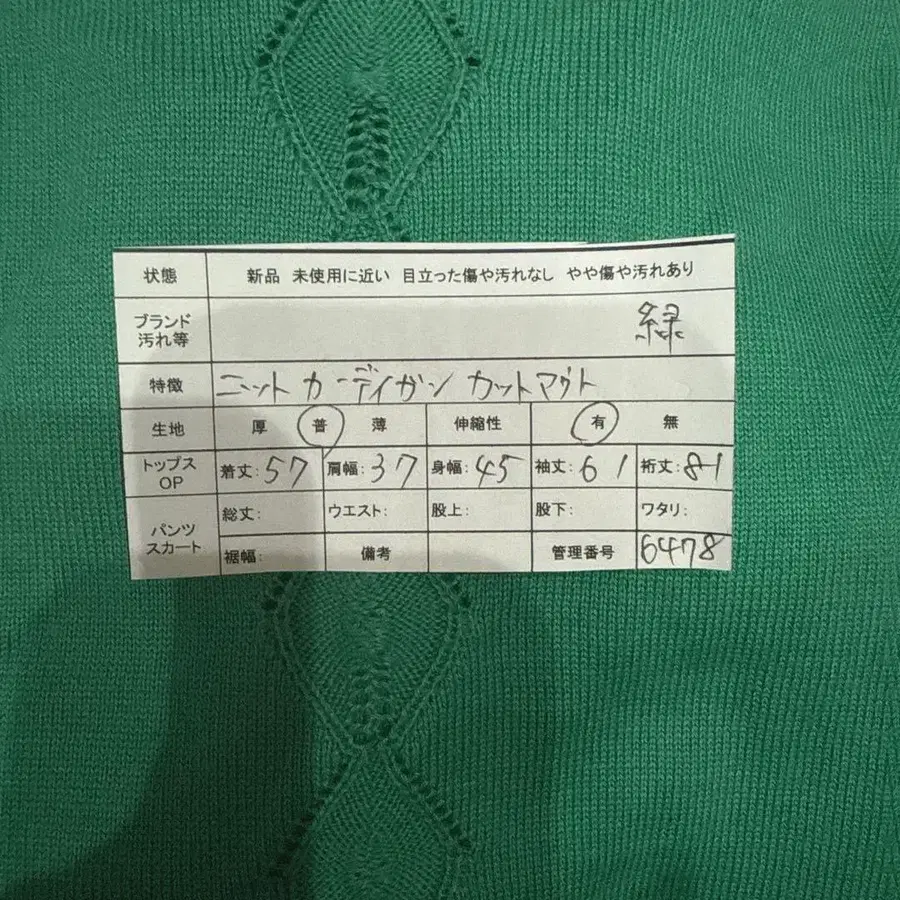 状態 新品 未使用に近い 目立った傷や汚れなし やや傷や汚れあり
ブランド
汚れ等 緑
特徴 ニット カーディガン カットマウト
生地 厚 普 薄 伸縮性 有 無
トップス
OP 着丈:57 肩幅:37 身幅:45 袖丈:61 裄丈:81
パンツ
スカート 総丈: ウエスト: 股上: 股下: ワタリ:
裾幅: 備考 管理番号 6478